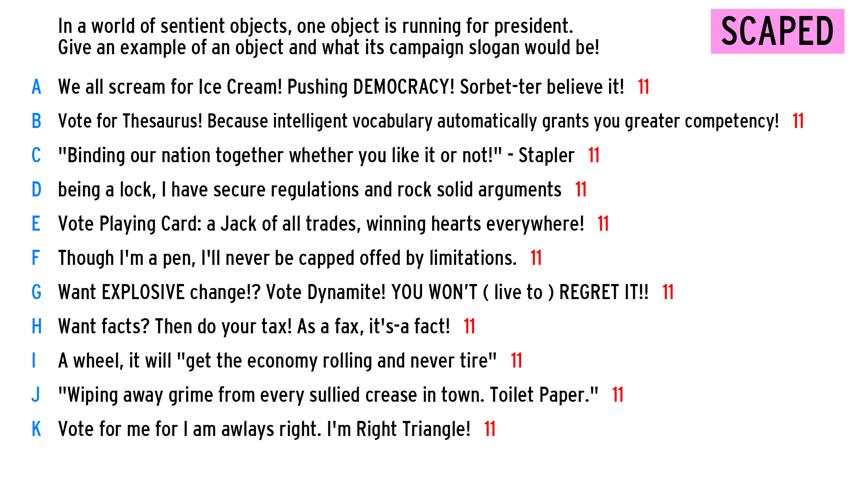 In a world of sentient objects, one object is running for president.
Give an example of an object and what its campaign slogan would be!
SCAPED
A We all scream for Ice Cream! Pushing DEMOCRACY! Sorbet-ter believe it! 11
B Vote for Thesaurus! Because intelligent vocabulary automatically grants you greater competency! 11
C "Binding our nation together whether you like it or not!" - Stapler 11
D being a lock, I have secure regulations and rock solid arguments 11
E Vote Playing Card: a Jack of all trades, winning hearts everywhere! 11
F Though I'm a pen, I'll never be capped offed by limitations. 11
G Want EXPLOSIVE change!? Vote Dynamite! YOU WON'T ( live to ) REGRET IT!! 11
H Want facts? Then do your tax! As a fax, it's-a fact! 11
I A wheel, it will "get the economy rolling and never tire" 11
J "Wiping away grime from every sullied crease in town. Toilet Paper." 11
K Vote for me for I am awlays right. I'm Right Triangle! 11